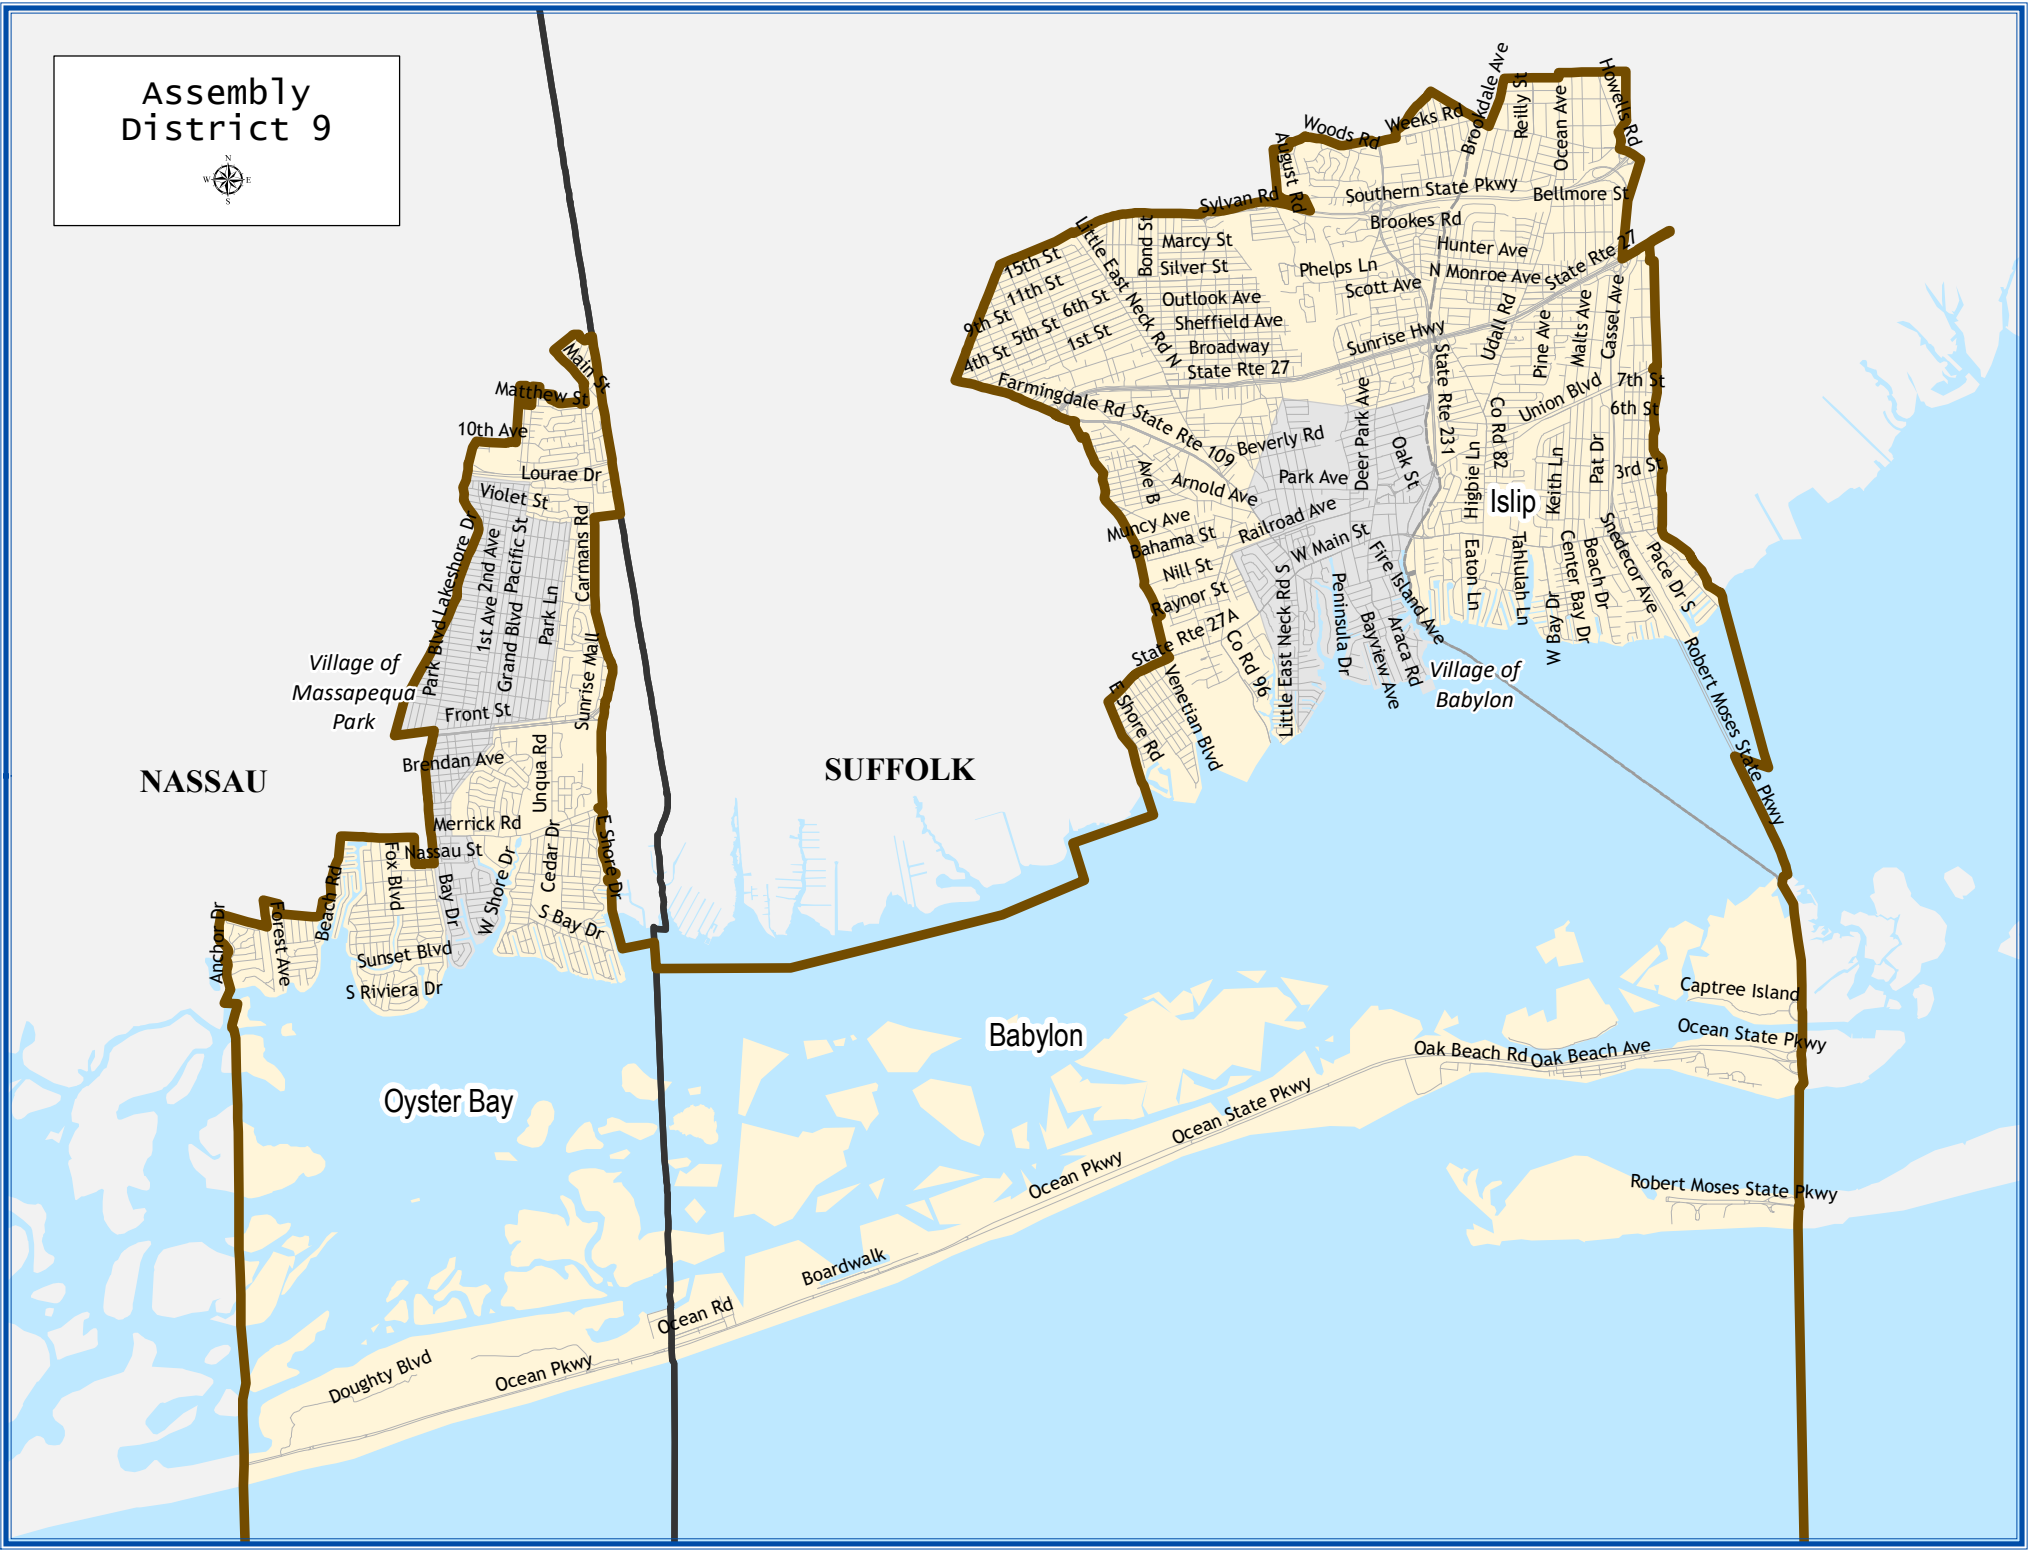 Assembly
District 9
N
W E
S
Brookdale Ave
Howells Rd
Reilly St
Ocean Ave
Weeks Rd
Woods Rd
August Rd
Southern State Pkwy
Bellmore St
Sylvan Rd
Brookes Rd
Little East Neck Rd N
Bond St
Marcy St
Hunter Ave
State Rte 27
15th St
Silver St
Phelps Ln
N Monroe Ave
11th St
6th St
Outlook Ave
Scott Ave
9th St
5th St
Sheffield Ave
Udall Rd
Pine Ave
Malts Ave
Cassel Ave
4th St
1st St
Broadway
Sunrise Hwy
State Rte 27
Main St
Matthew St
Farmingdale Rd
State Rte 109
Deer Park Ave
State Rte 231
Co Rd 82
Union Blvd
7th St
6th St
10th Ave
Beverly Rd
Oak St
Higbie Ln
Keith Ln
Pat Dr
3rd St
Lourae Dr
Ave B
Arnold Ave
Park Ave
Violet St
Islip
Park Blvd
Lakeshore Dr
1st Ave
2nd Ave
Pacific St
Grand Blvd
Park Ln
Carmans Rd
Muncy Ave
Railroad Ave
Bahama St
W Main St
Fire Island Ave
Eaton Ln
Tahlulah Ln
Center Bay Dr
Beach Dr
Snedecor Ave
Pace Dr S
Nill St
Raynor St
Little East Neck Rd S
Peninsula Dr
Bayview Ave
Araca Rd
W Bay Dr
State Rte 27A
Co Rd 96
Village of
Massapequa
Park
Sunrise Mall
Village of
Babylon
Robert Moses State Pkwy
E Shore Rd
Venetian Blvd
Front St
Brendan Ave
Unqua Rd
NASSAU
SUFFOLK
Merrick Rd
Nassau St
Fox Blvd
Beach Rd
Bay Dr
W Shore Dr
Cedar Dr
E Shore Dr
Anchor Dr
Forest Ave
S Bay Dr
Sunset Blvd
S Riviera Dr
Captree Island
Ocean State Pkwy
Babylon
Oak Beach Rd
Oak Beach Ave
Oyster Bay
Ocean State Pkwy
Ocean Pkwy
Robert Moses State Pkwy
Boardwalk
Ocean Rd
Doughty Blvd
Ocean Pkwy